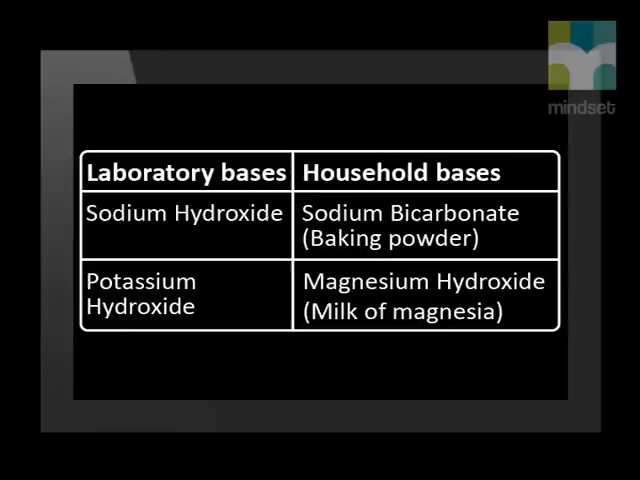 mindset
Laboratory bases Household bases
Sodium Hydroxide Sodium Bicarbonate
(Baking powder)
Potassium Magnesium Hydroxide
Hydroxide (Milk of magnesia)